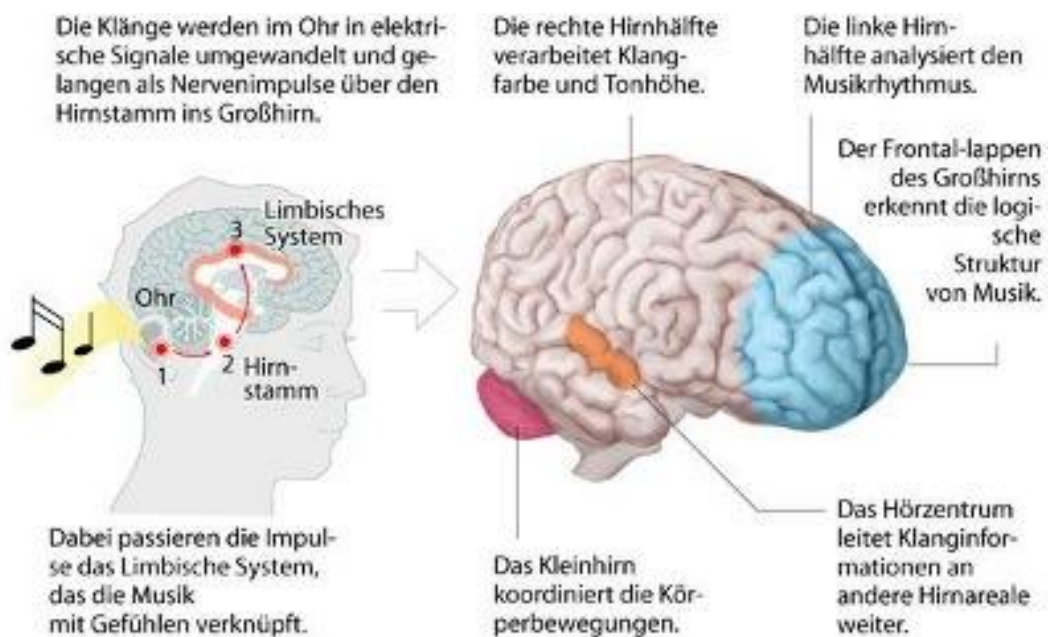 Die Klänge werden im Ohr in elektri-
sche Signale umgewandelt und ge-
langen als Nervenimpulse über den
Hirnstamm ins Großhirn.
Die rechte Hirnhälfte
verarbeitet Klang-
farbe und Tonhöhe.
Die linke Hirn-
hälfte analysiert den
Musikrhythmus.
Der Frontal-lappen
des Großhirns
erkennt die logi-
sche
Struktur
von Musik.
Limbisches
System
3
Ohr
1
2
Hirn-
stamm
Dabei passieren die Impul-
se das Limbische System,
das die Musik
mit Gefühlen verknüpft.
Das Kleinhirn
koordiniert die Kör-
perbewegungen.
Das Hörzentrum
leitet Klanginfor-
mationen an
andere Hirnareale
weiter.